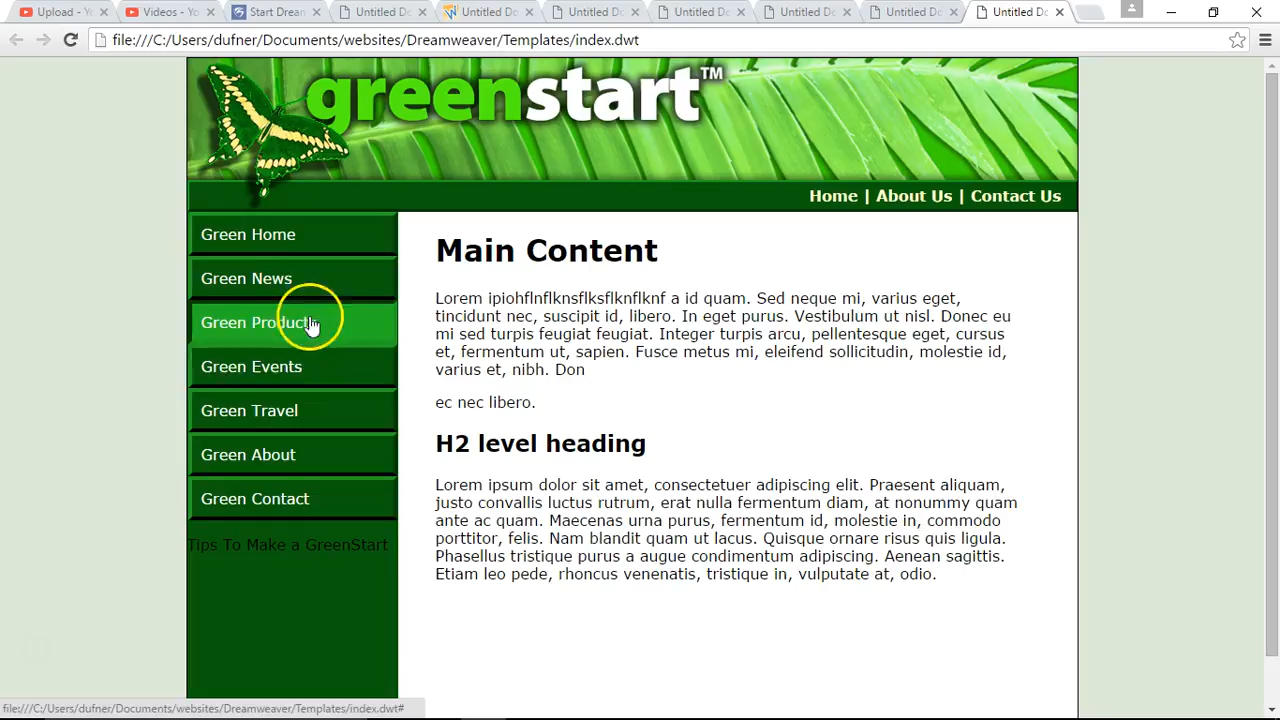 Upload - Yo
Videos - You
Start Dream
Untitled Do
Untitled Do
Untitled Do
Untitled Do
Untitled Do
Untitled Do
Untitled Do
file:///C:/Users/dufner/Documents/websites/Dreamweaver/Templates/index.dwt
greenstart™
Home | About Us | Contact Us
Green Home
Green News
Green Product
Green Events
Green Travel
Green About
Green Contact
Tips To Make a GreenStart
Main Content
Lorem ipiohflnflknsflksflknflknf a id quam. Sed neque mi, varius eget,
tincidunt nec, suscipit id, libero. In eget purus. Vestibulum ut nisl. Donec eu
mi sed turpis feugiat feugiat. Integer turpis arcu, pellentesque eget, cursus
et, fermentum ut, sapien. Fusce metus mi, eleifend sollicitudin, molestie id,
varius et, nibh. Don
ec nec libero.
H2 level heading
Lorem ipsum dolor sit amet, consectetuer adipiscing elit. Praesent aliquam,
justo convallis luctus rutrum, erat nulla fermentum diam, at nonummy quam
ante ac quam. Maecenas urna purus, fermentum id, molestie in, commodo
porttitor, felis. Nam blandit quam ut lacus. Quisque ornare risus quis ligula.
Phasellus tristique purus a augue condimentum adipiscing. Aenean sagittis.
Etiam leo pede, rhoncus venenatis, tristique in, vulputate at, odio.
file:///C:/Users/dufner/Documents/websites/Dreamweaver/Templates/index.dwt#